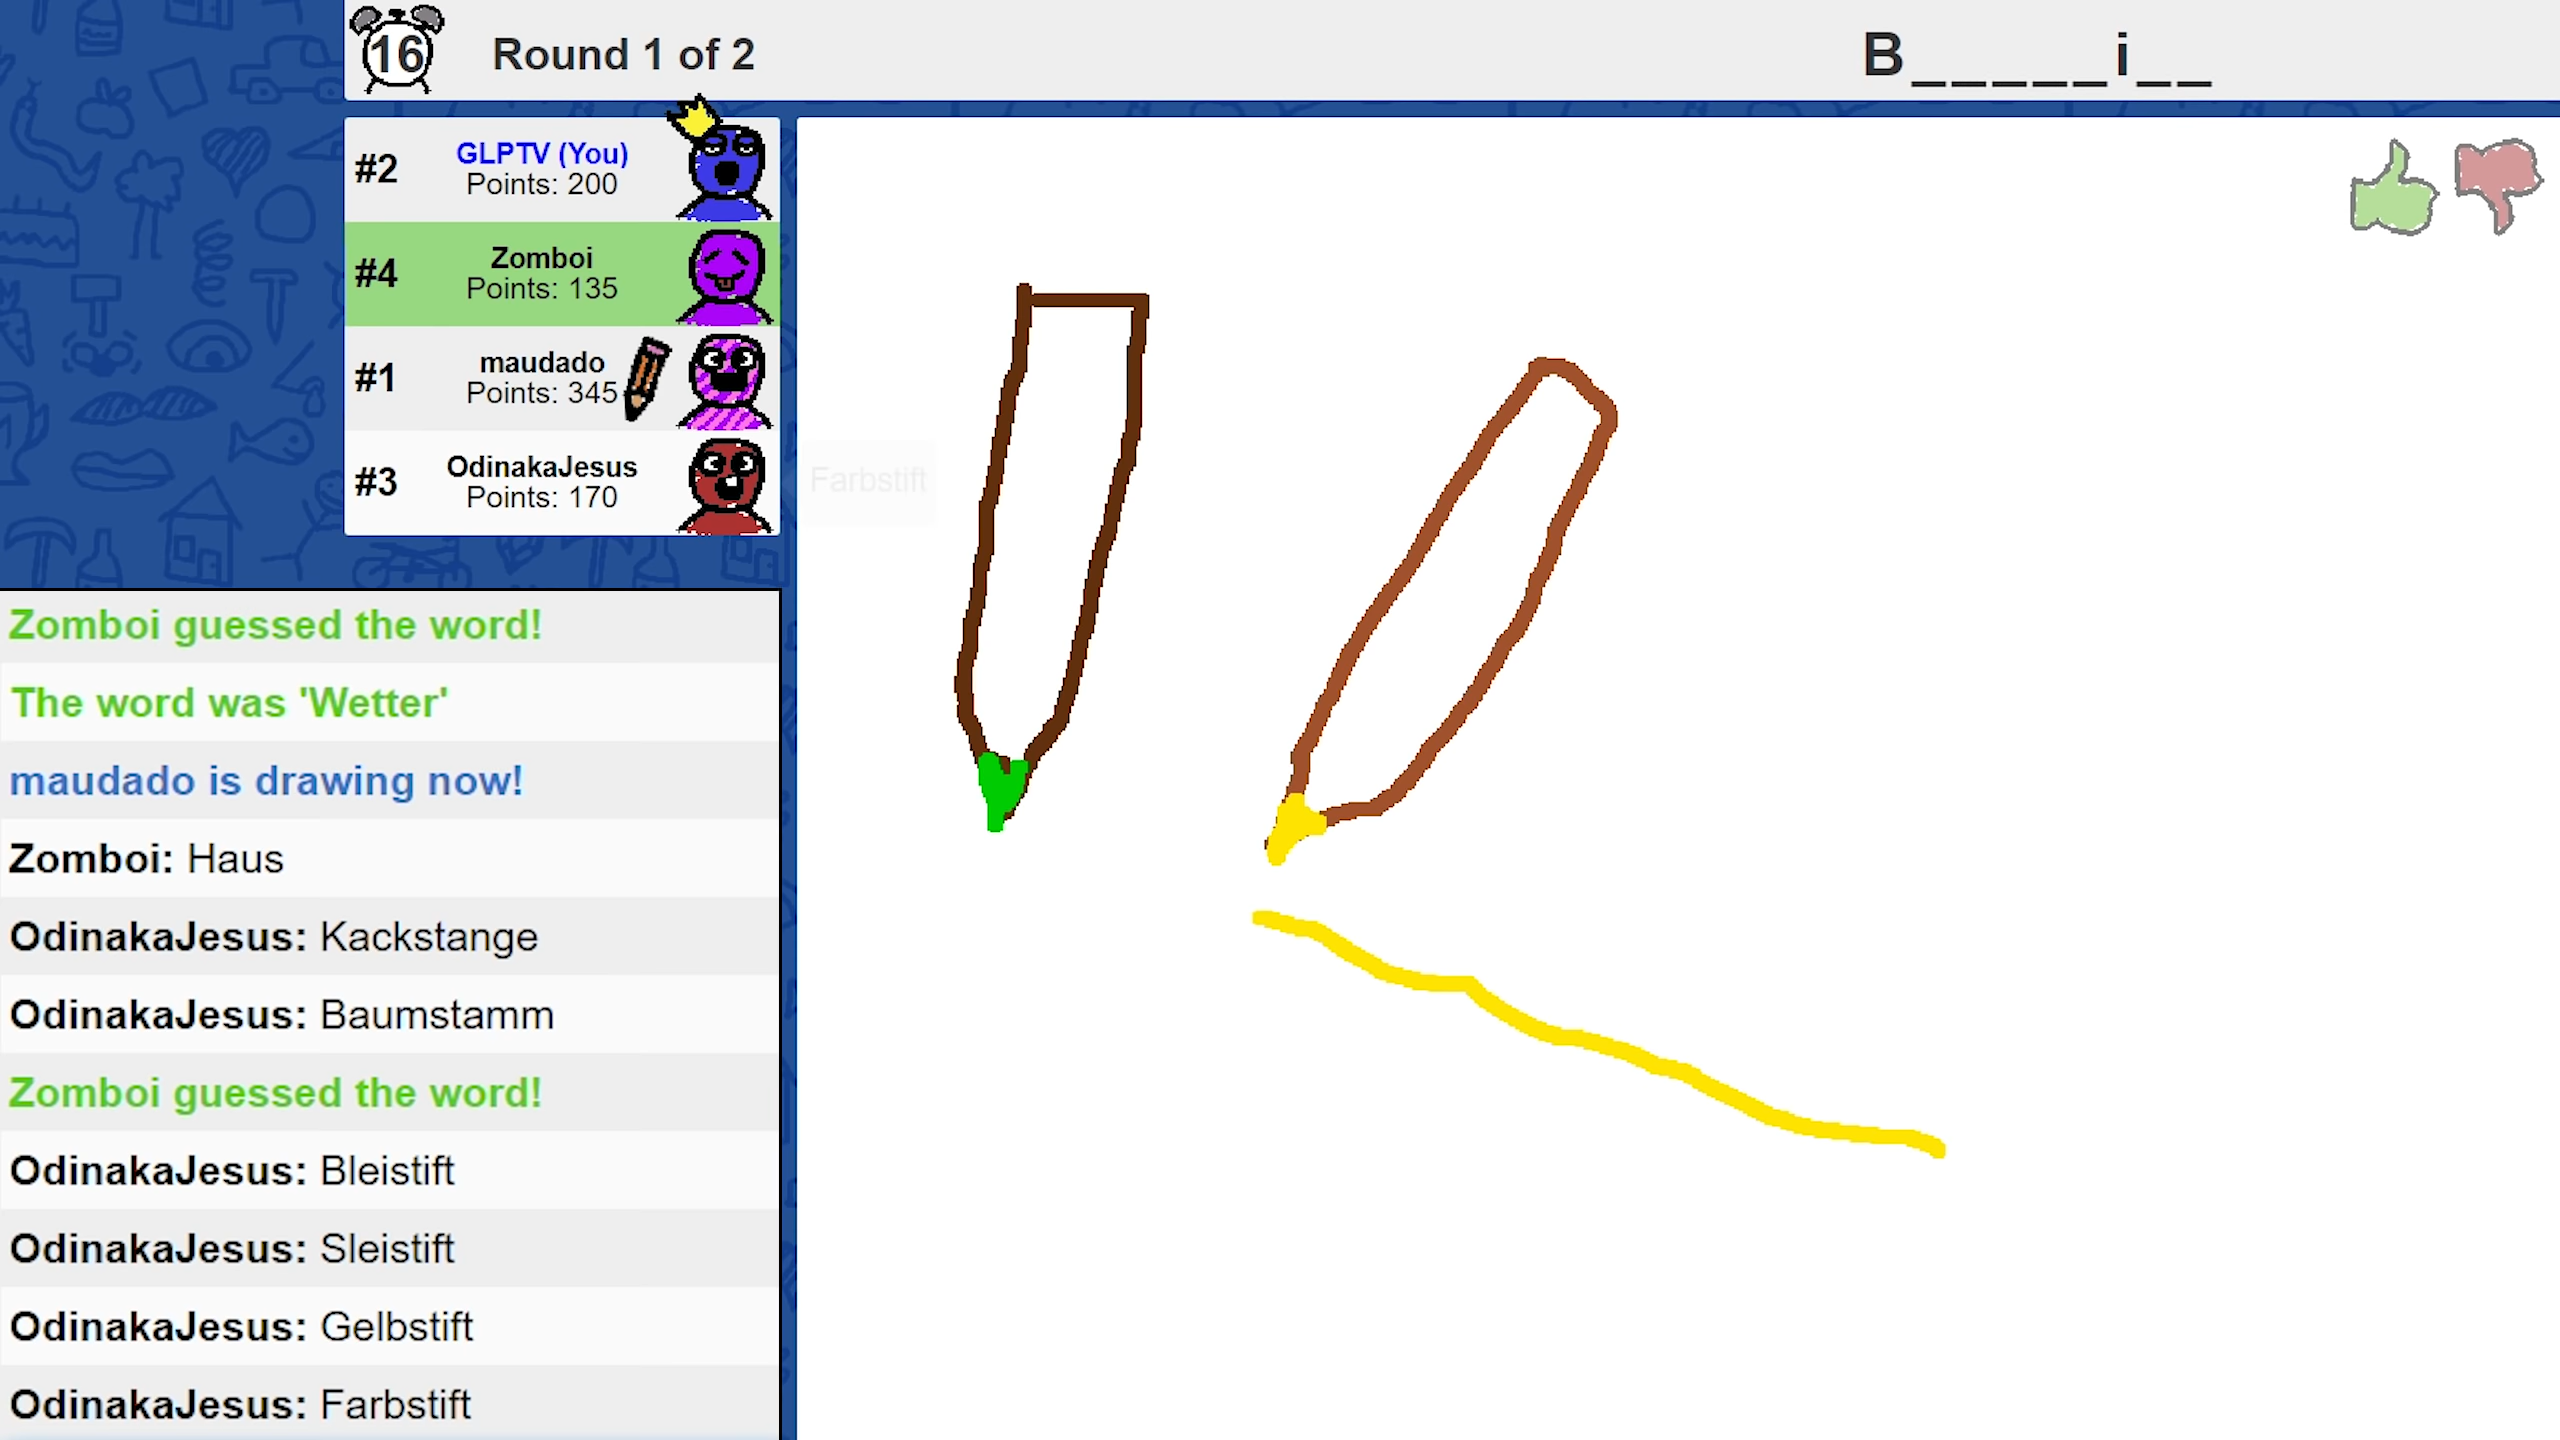 16
Round 1 of 2
B_____i__
#2
GLPTV (You)
Points: 200
#4
Zomboi
Points: 135
#1
maudado
Points: 345
#3
OdinakaJesus
Points: 170
Farbstift
Zomboi guessed the word!
The word was 'Wetter'
maudado is drawing now!
Zomboi: Haus
OdinakaJesus: Kackstange
OdinakaJesus: Baumstamm
Zomboi guessed the word!
OdinakaJesus: Bleistift
OdinakaJesus: Sleistift
OdinakaJesus: Gelbstift
OdinakaJesus: Farbstift